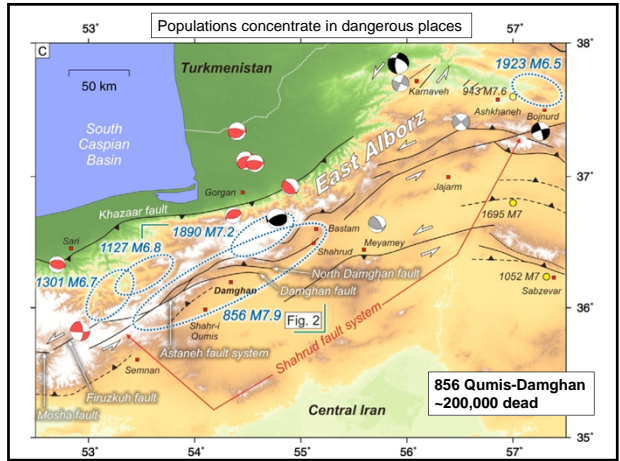 Populations concentrate in dangerous places
53°
57°
C
38°
Turkmenistan
1923 M6.5
50 km
Karnaveh
943 M7.6
Ashkhaneh
Bojnurd
South
Caspian
Basin
East Alborz
37°
37°
Gorgan
Jajarm
Khazaar fault
1695 M7
Sari
1890 M7.2
Bastam
1127 M6.8
Shahrud
Meyamey
1052 M7
1301 M6.7
North Damghan fault
Sabzevar
Damghan
Damghan fault
36°
36°
856 M7.9
Fig. 2
Shahr-i
Qumis
Astaneh fault system
Shahrud fault system
Semnan
Firuzkuh fault
Mosha fault
856 Qumis-Damghan
~200,000 dead
Central Iran
35°
53°
54°
55°
56°
57°